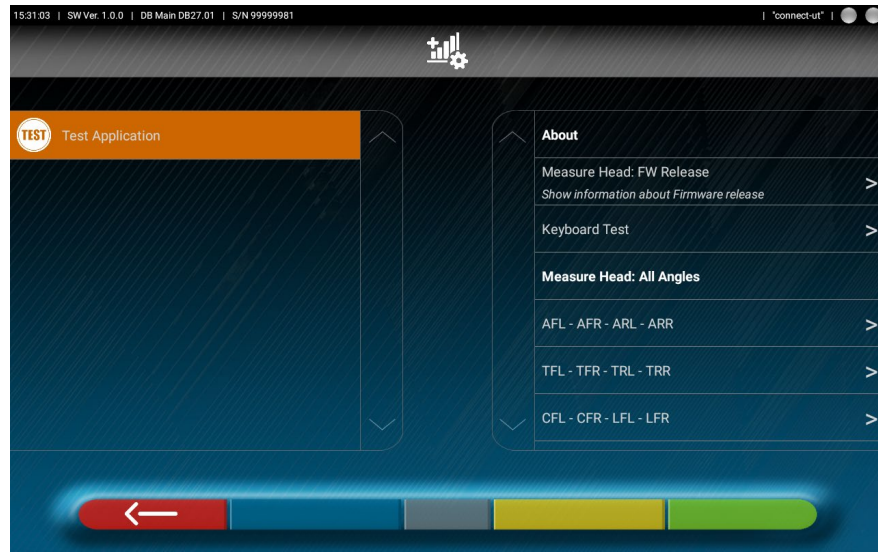 15:31:03 | SW Ver. 1.0.0 | DB Main DB27.01 | S/N 99999981 | "connect-ut" |
TEST Test Application
About
Measure Head: FW Release
Show information about Firmware release
Keyboard Test
Measure Head: All Angles
AFL - AFR - ARL - ARR
TFL - TFR - TRL - TRR
CFL - CFR - LFL - LFR